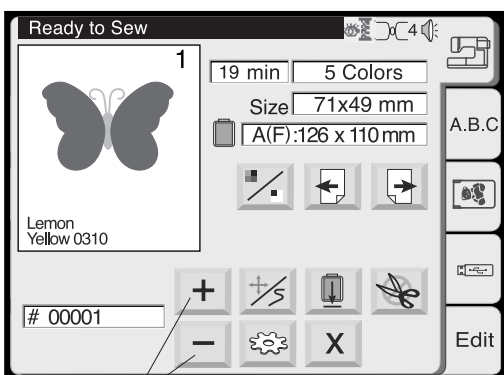 Ready to Sew
4
1
19 min
5 Colors
Size
71x49 mm
A(F):126 x 110 mm
A.B.C
Lemon
Yellow 0310
+
# 00001
−
X
Edit